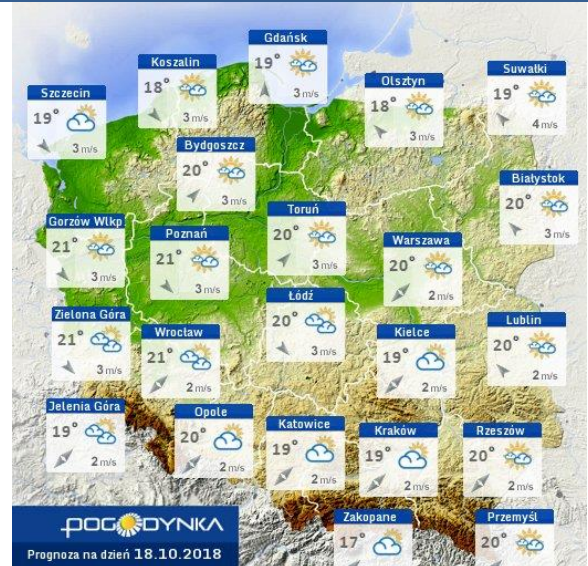 Gdańsk
19°
3 m/s
Koszalin
18°
3 m/s
Suwałki
19°
4 m/s
Olsztyn
18°
3 m/s
Szczecin
19°
3 m/s
Bydgoszcz
20°
3 m/s
Białystok
20°
3 m/s
Toruń
20°
3 m/s
Gorzów Wlkp
21°
3 m/s
Poznań
21°
3 m/s
Warszawa
20°
2 m/s
Łódź
20°
3 m/s
Zielona Góra
21°
3 m/s
Wrocław
21°
2 m/s
Kielce
19°
2 m/s
Lublin
20°
2 m/s
Jelenia Góra
19°
2 m/s
Opole
20°
2 m/s
Katowice
19°
2 m/s
Kraków
19°
2 m/s
Rzeszów
20°
2 m/s
Zakopane
17°
Przemyśl
20°
POGODYNKA
Prognoza na dzień 18.10.2018